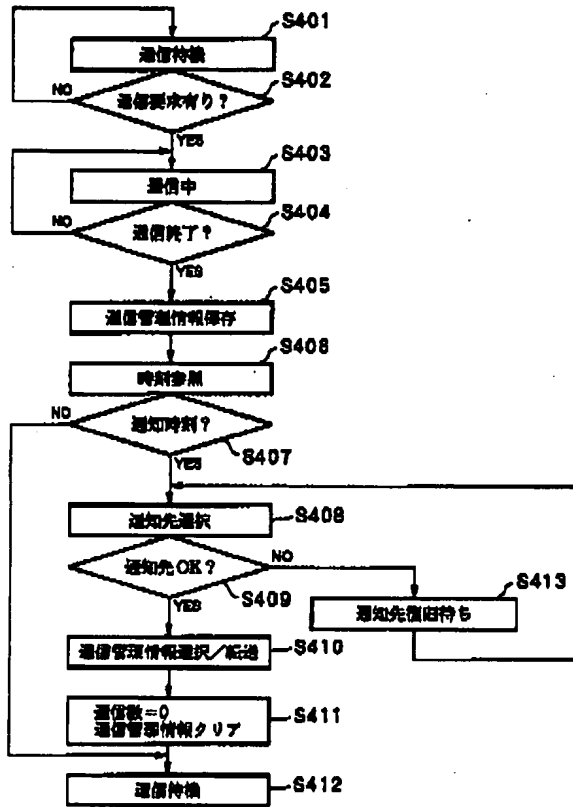 S401
通信待機
S402
通信要求有り?
NO
YES
S403
通信中
S404
通信終了?
NO
YES
S405
通信管理情報保存
S406
時刻参照
通知時刻?
NO
S407
YES
通知先選択
S408
通知先OK?
NO
S409
YES
S413
通知先復旧待ち
通信管理情報選択/転送
S410
通信数=0
通信管理情報クリア
S411
通信待機
S412